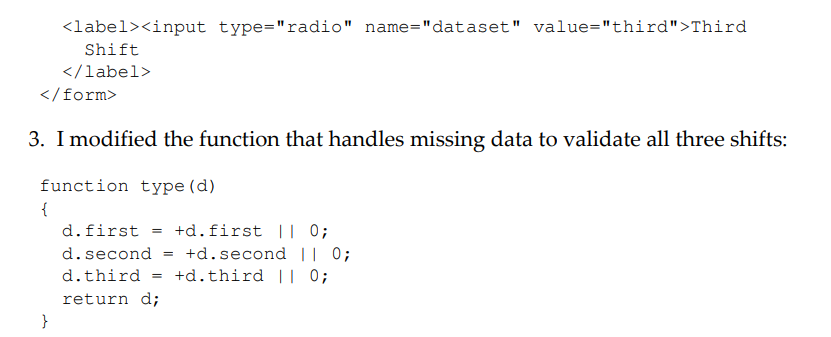 <label><input type="radio" name="dataset" value="third">Third
Shift
</label>
</form>
3. I modified the function that handles missing data to validate all three shifts:
function type(d)
{
d.first = +d.first || 0;
d.second = +d.second || 0;
d.third = +d.third || 0;
return d;
}